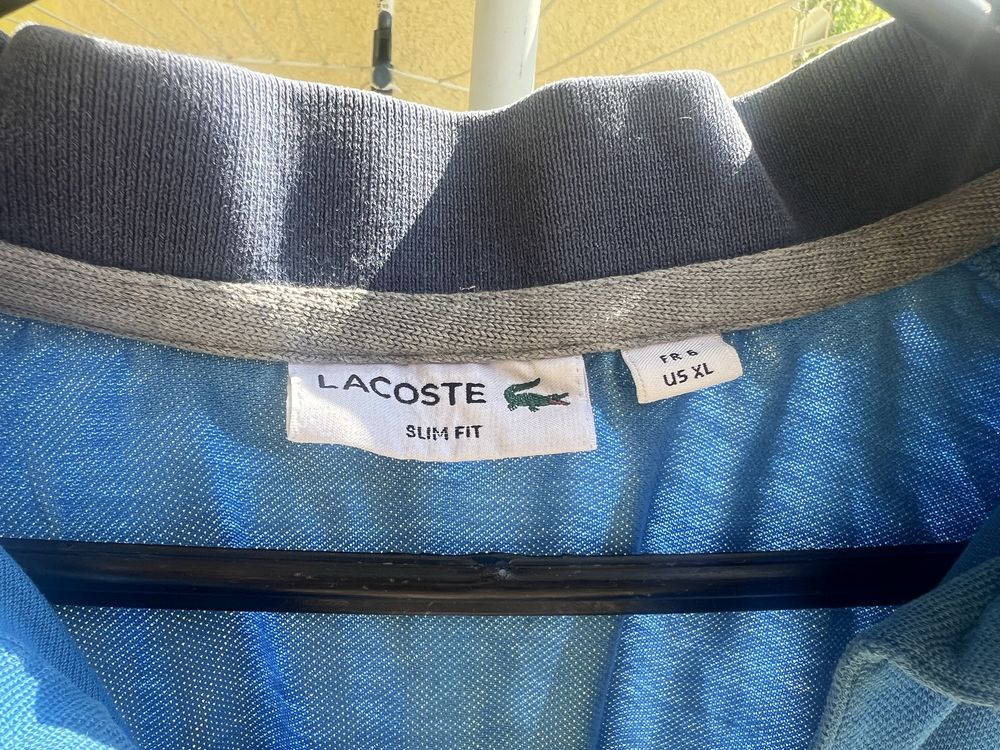 LACOSTE
SLIM FIT
FR 6
US XL